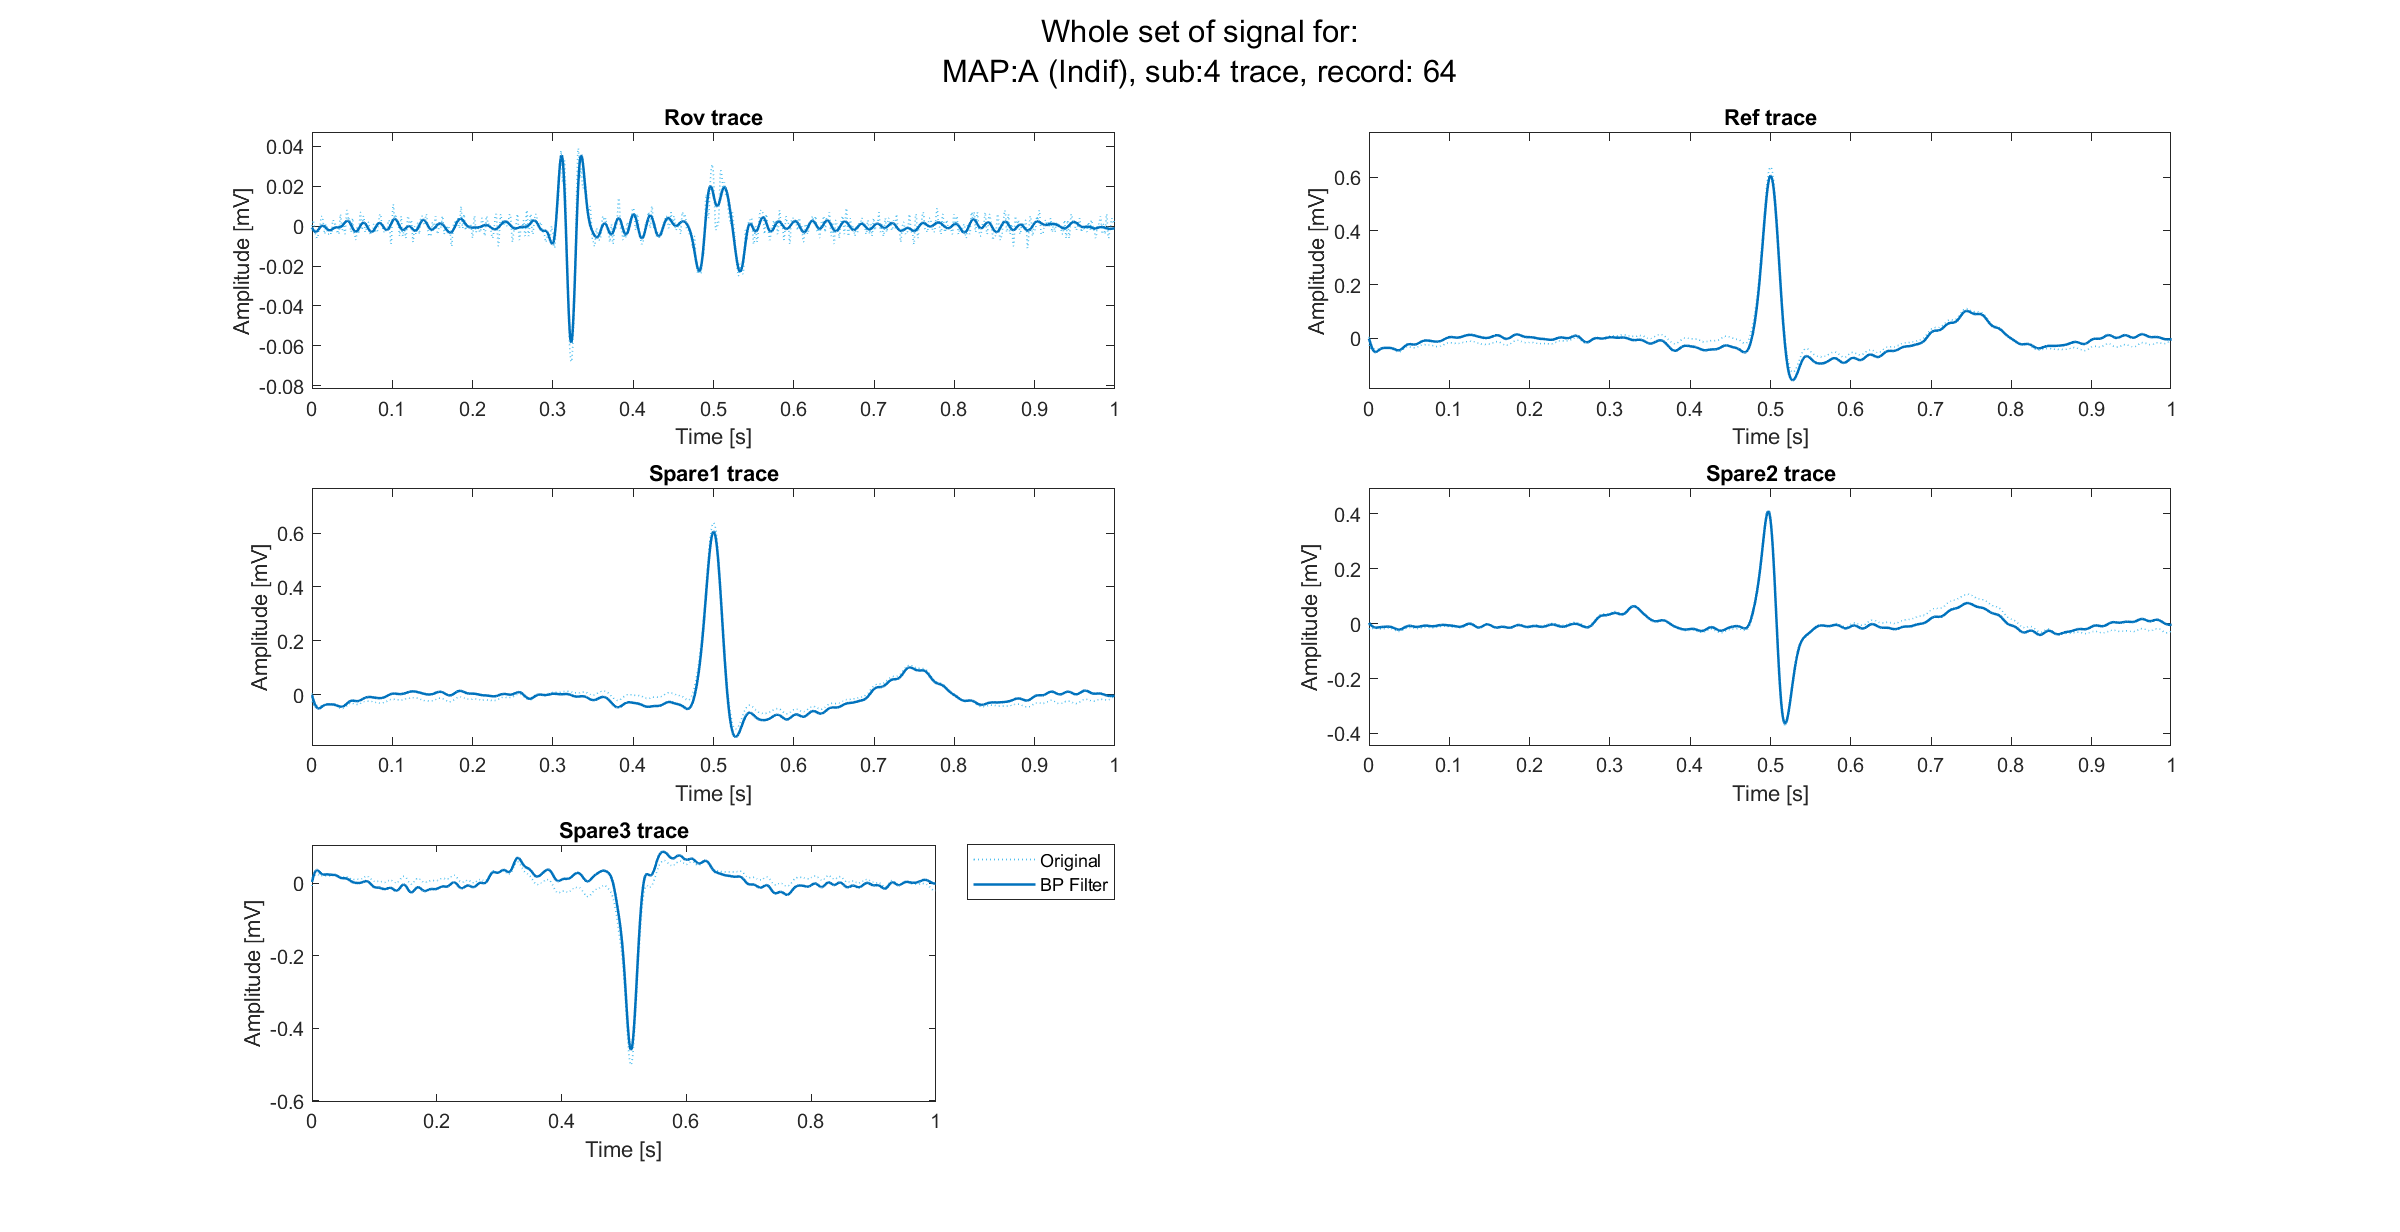 Whole set of signal for:
MAP:A (Indif), sub:4 trace, record: 64
Rov trace
0.04
0.02
0
-0.02
-0.04
-0.06
-0.08
Amplitude [mV]
0 0.1 0.2 0.3 0.4 0.5 0.6 0.7 0.8 0.9 1
Time [s]
Ref trace
0.6
0.4
0.2
0
Amplitude [mV]
0 0.1 0.2 0.3 0.4 0.5 0.6 0.7 0.8 0.9 1
Time [s]
Spare1 trace
0.6
0.4
0.2
0
Amplitude [mV]
0 0.1 0.2 0.3 0.4 0.5 0.6 0.7 0.8 0.9 1
Time [s]
Spare2 trace
0.4
0.2
0
-0.2
-0.4
Amplitude [mV]
0 0.1 0.2 0.3 0.4 0.5 0.6 0.7 0.8 0.9 1
Time [s]
Spare3 trace
0
-0.2
-0.4
-0.6
Amplitude [mV]
0 0.2 0.4 0.6 0.8 1
Time [s]
Original
BP Filter